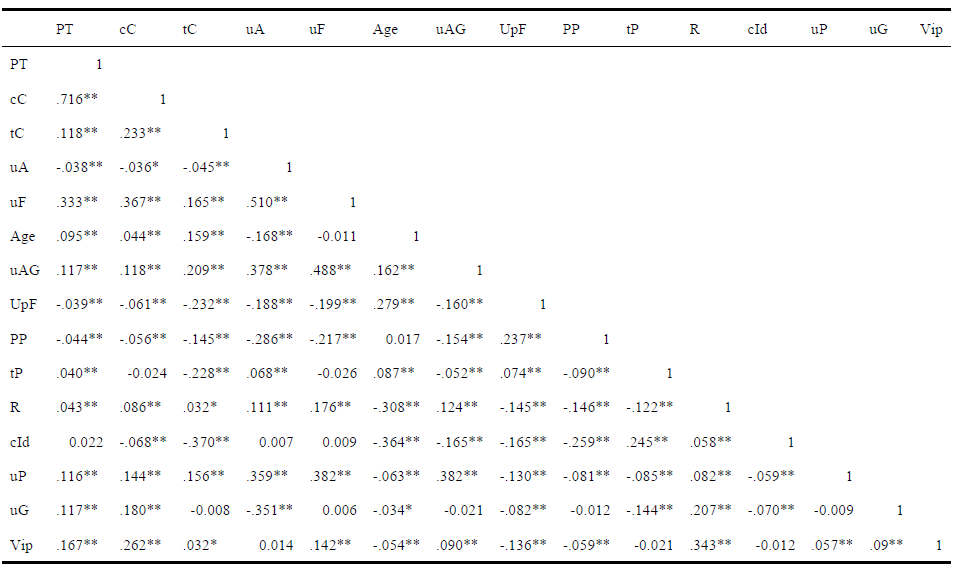 PT cC tC uA uF Age uAG UpF PP tP R cId uP uG Vip
PT 1
cC .716** 1
tC .118** .233** 1
uA -.038** -.036* -.045** 1
uF .333** .367** .165** .510** 1
Age .095** .044** .159** -.168** -0.011 1
uAG .117** .118** .209** .378** .488** .162** 1
UpF -.039** -.061** -.232** -.188** -.199** .279** -.160** 1
PP -.044** -.056** -.145** -.286** -.217** 0.017 -.154** .237** 1
tP .040** -0.024 -.228** .068** -0.026 .087** -.052** .074** -.090** 1
R .043** .086** .032* .111** .176** -.308** .124** -.145** -.146** -.122** 1
cId 0.022 -.068** -.370** 0.007 0.009 -.364** -.165** -.165** -.259** .245** .058** 1
uP .116** .144** .156** .359** .382** -.063** .382** -.130** -.081** -.085** .082** -.059** 1
uG .117** .180** -0.008 -.351** 0.006 -.034* -0.021 -.082** -0.012 -.144** .207** -.070** -0.009 1
Vip .167** .262** .032* 0.014 .142** -.054** .090** -.136** -.059** -0.021 .343** -0.012 .057** .09** 1